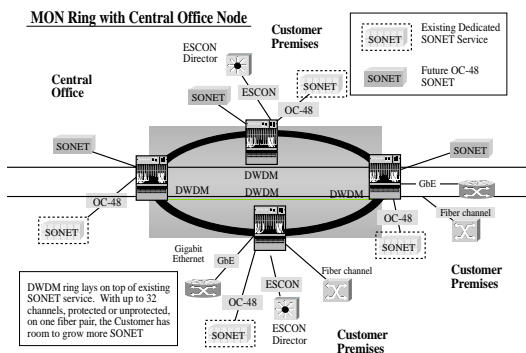 MON Ring with Central Office Node
Customer
Premises
ESCON
Director
Existing Dedicated
SONET Service
SONET
Future OC-48
SONET
SONET
Central
Office
SONET
ESCON
SONET
OC-48
SONET
SONET
DWDM
DWDM
DWDM
DWDM
SONET
GbE
OC-48
SONET
OC-48
SONET
Fiber channel
Gigabit
Ethernet
GbE
ESCON
Fiber channel
OC-48
SONET
ESCON
Director
Customer
Premises
Customer
Premises
DWDM ring lays on top of existing
SONET service. With up to 32
channels, protected or unprotected,
on one fiber pair, the Customer has
room to grow more SONET